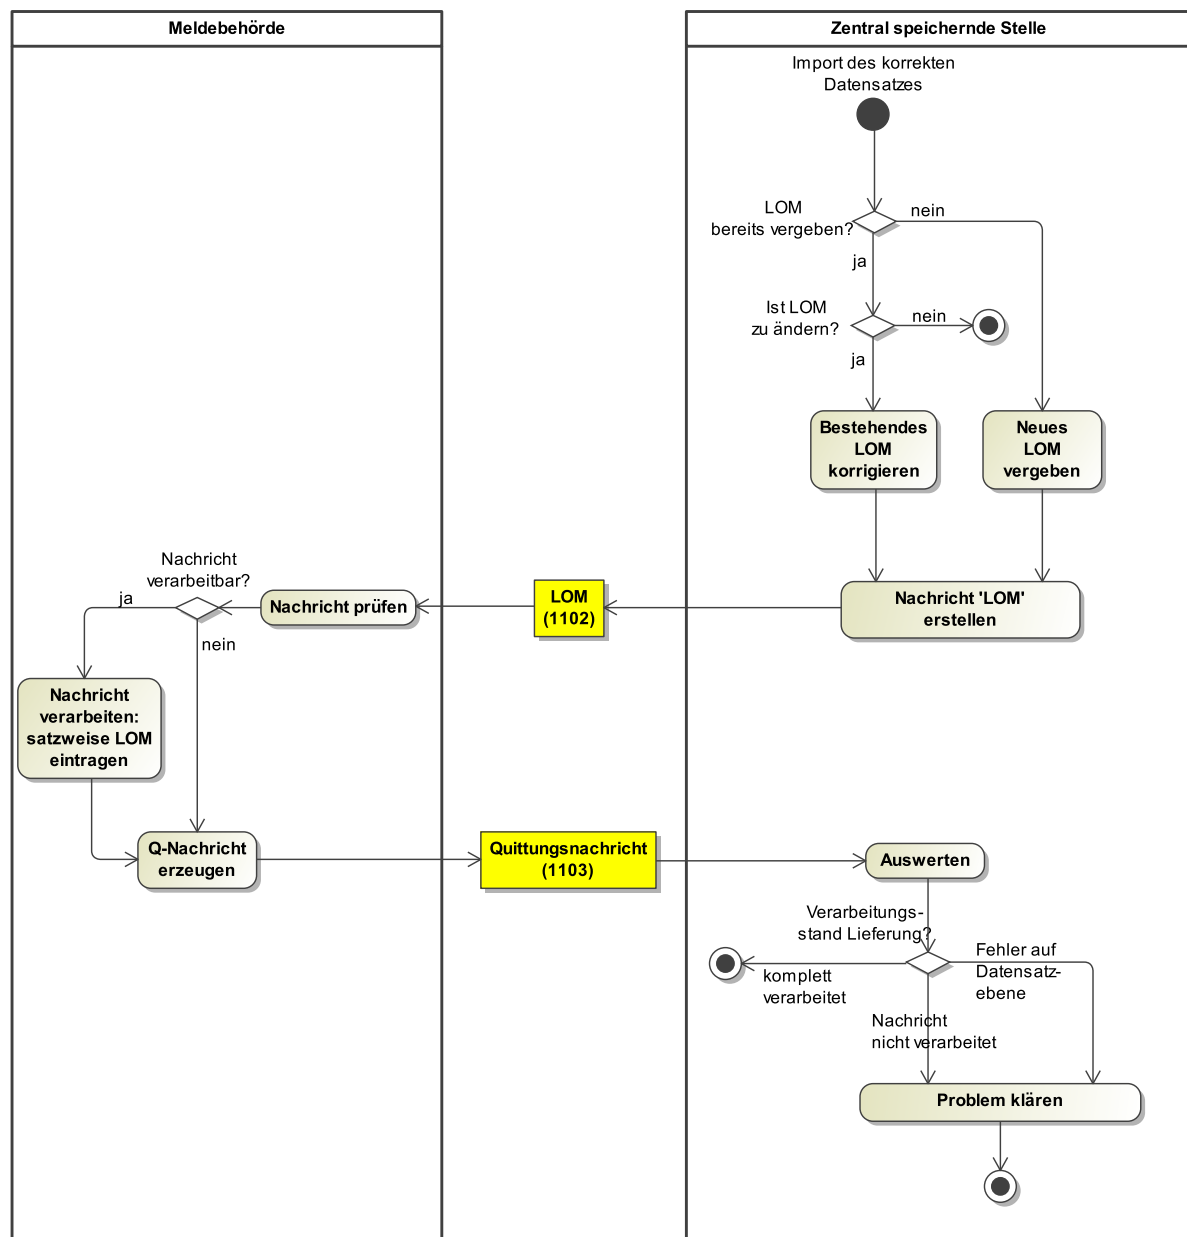 Meldebehörde
Zentral speichernde Stelle
Import des korrekten
Datensatzes
LOM
bereits vergeben?
nein
ja
Ist LOM
zu ändern?
nein
ja
Bestehendes
LOM
korrigieren
Neues
LOM
vergeben
Nachricht
verarbeitbar?
ja
nein
Nachricht prüfen
LOM
(1102)
Nachricht 'LOM'
erstellen
Nachricht
verarbeiten:
satzweise LOM
eintragen
Q-Nachricht
erzeugen
Quittungsnachricht
(1103)
Auswerten
Verarbeitungs-
stand Lieferung?
komplett
verarbeitet
Fehler auf
Datensatz-
ebene
Nachricht
nicht verarbeitet
Problem klären